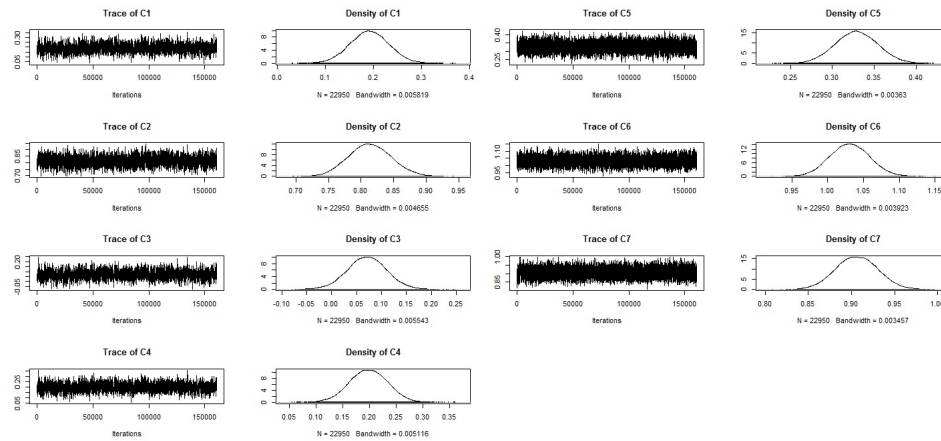 Trace of C1
0.05 0.30
0 50000 100000 150000
Iterations
Density of C1
0 4 8
0.0 0.1 0.2 0.3 0.4
N = 22950 Bandwidth = 0.005819
Trace of C5
0.25 0.40
0 50000 100000 150000
Iterations
Density of C5
0 5 15
0.25 0.30 0.35 0.40
N = 22950 Bandwidth = 0.00363
Trace of C2
0.70 0.85
0 50000 100000 150000
Iterations
Density of C2
0 4 8
0.70 0.75 0.80 0.85 0.90 0.95
N = 22950 Bandwidth = 0.004655
Trace of C6
0.95 1.10
0 50000 100000 150000
Iterations
Density of C6
0 6 12
0.95 1.00 1.05 1.10 1.15
N = 22950 Bandwidth = 0.003923
Trace of C3
-0.05 0.20
0 50000 100000 150000
Iterations
Density of C3
0 4 8
-0.10 -0.05 0.00 0.05 0.10 0.15 0.20 0.25
N = 22950 Bandwidth = 0.005543
Trace of C7
0.85 1.00
0 50000 100000 150000
Iterations
Density of C7
0 5 15
0.80 0.85 0.90 0.95 1.00
N = 22950 Bandwidth = 0.003457
Trace of C4
0.05 0.25
0 50000 100000 150000
Iterations
Density of C4
0 4 8
0.05 0.10 0.15 0.20 0.25 0.30 0.35
N = 22950 Bandwidth = 0.005116